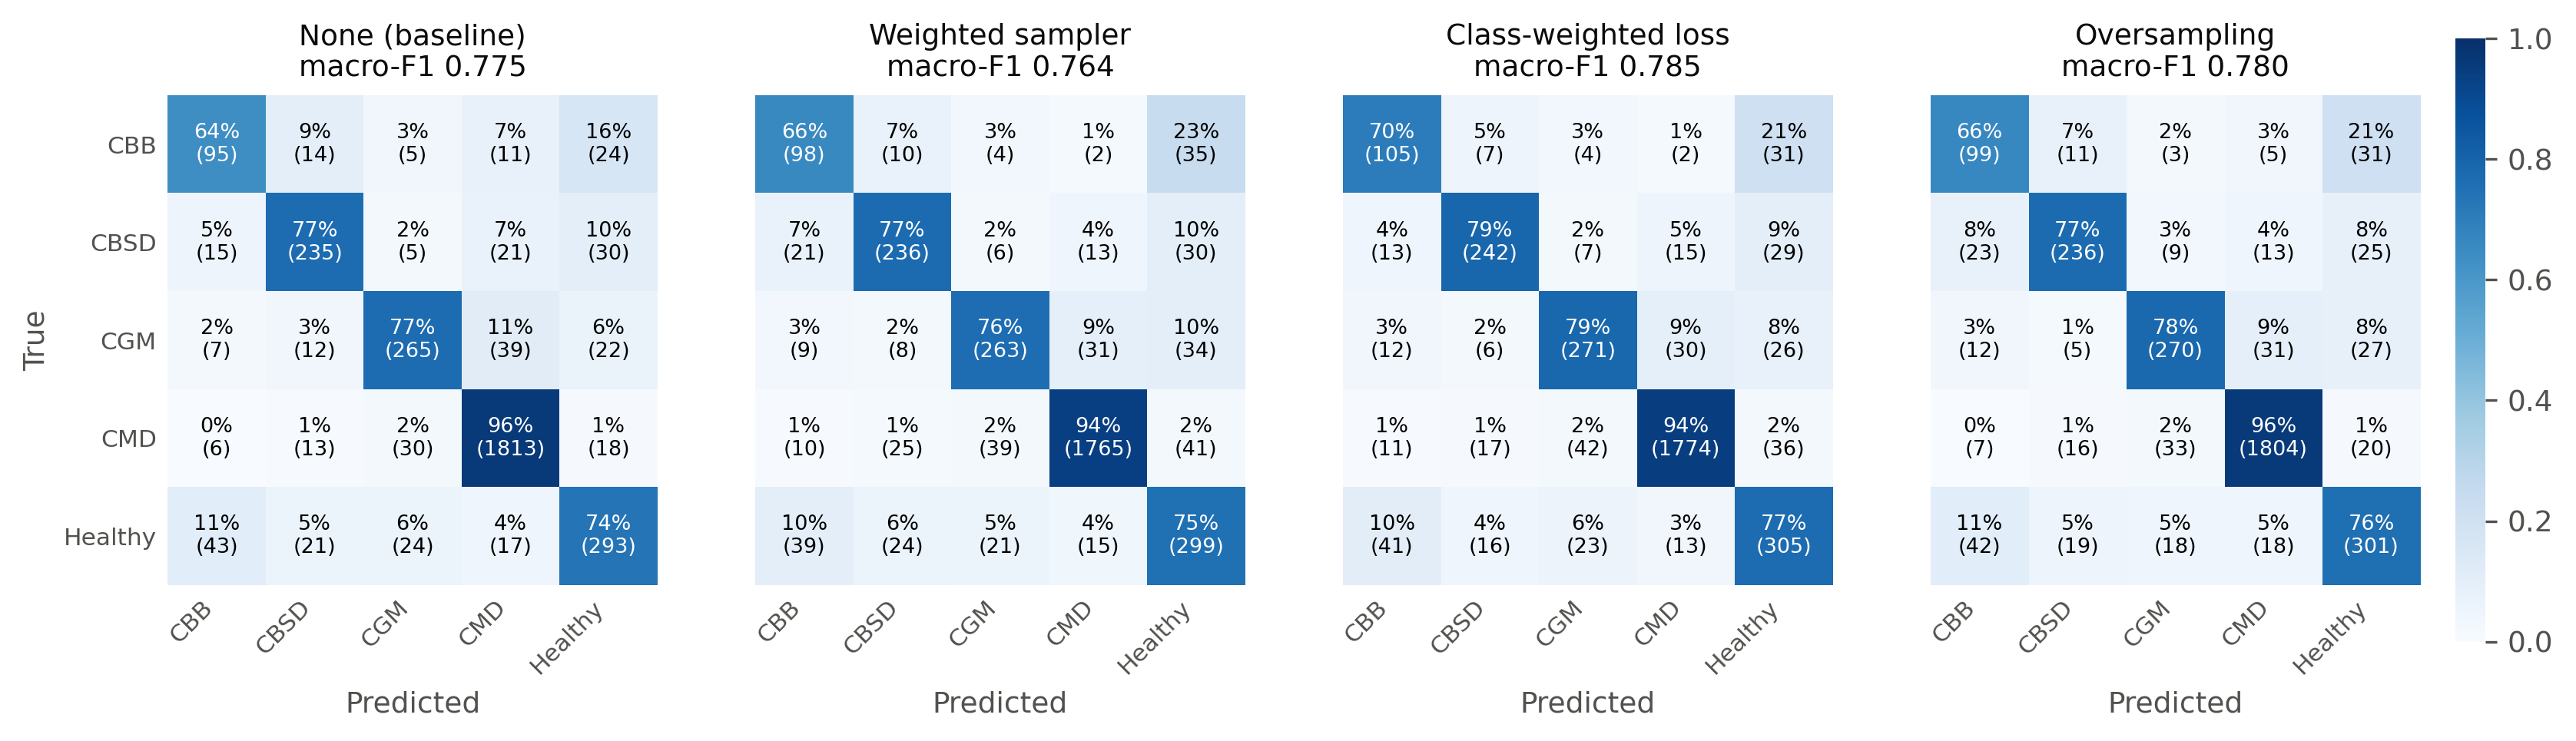 None (baseline)
macro-F1 0.775
Weighted sampler
macro-F1 0.764
Class-weighted loss
macro-F1 0.785
Oversampling
macro-F1 0.780
True
CBB
CBSD
CGM
CMD
Healthy
64% 9% 3% 7% 16%
(95) (14) (5) (11) (24)
5% 77% 2% 7% 10%
(15) (235) (5) (21) (30)
2% 3% 77% 11% 6%
(7) (12) (265) (39) (22)
0% 1% 2% 96% 1%
(6) (13) (30) (1813) (18)
11% 5% 6% 4% 74%
(43) (21) (24) (17) (293)
CBB CBSD CGM CMD Healthy
Predicted
66% 7% 3% 1% 23%
(98) (10) (4) (2) (35)
7% 77% 2% 4% 10%
(21) (236) (6) (13) (30)
3% 2% 76% 9% 10%
(9) (8) (263) (31) (34)
1% 1% 2% 94% 2%
(10) (25) (39) (1765) (41)
10% 6% 5% 4% 75%
(39) (24) (21) (15) (299)
CBB CBSD CGM CMD Healthy
Predicted
70% 5% 3% 1% 21%
(105) (7) (4) (2) (31)
4% 79% 2% 5% 9%
(13) (242) (7) (15) (29)
3% 2% 79% 9% 8%
(12) (6) (271) (30) (26)
1% 1% 2% 94% 2%
(11) (17) (42) (1774) (36)
10% 4% 6% 3% 77%
(41) (16) (23) (13) (305)
CBB CBSD CGM CMD Healthy
Predicted
66% 7% 2% 3% 21%
(99) (11) (3) (5) (31)
8% 77% 3% 4% 8%
(23) (236) (9) (13) (25)
3% 1% 78% 9% 8%
(12) (5) (270) (31) (27)
0% 1% 2% 96% 1%
(7) (16) (33) (1804) (20)
11% 5% 5% 5% 76%
(42) (19) (18) (18) (301)
CBB CBSD CGM CMD Healthy
Predicted
1.0
0.8
0.6
0.4
0.2
0.0